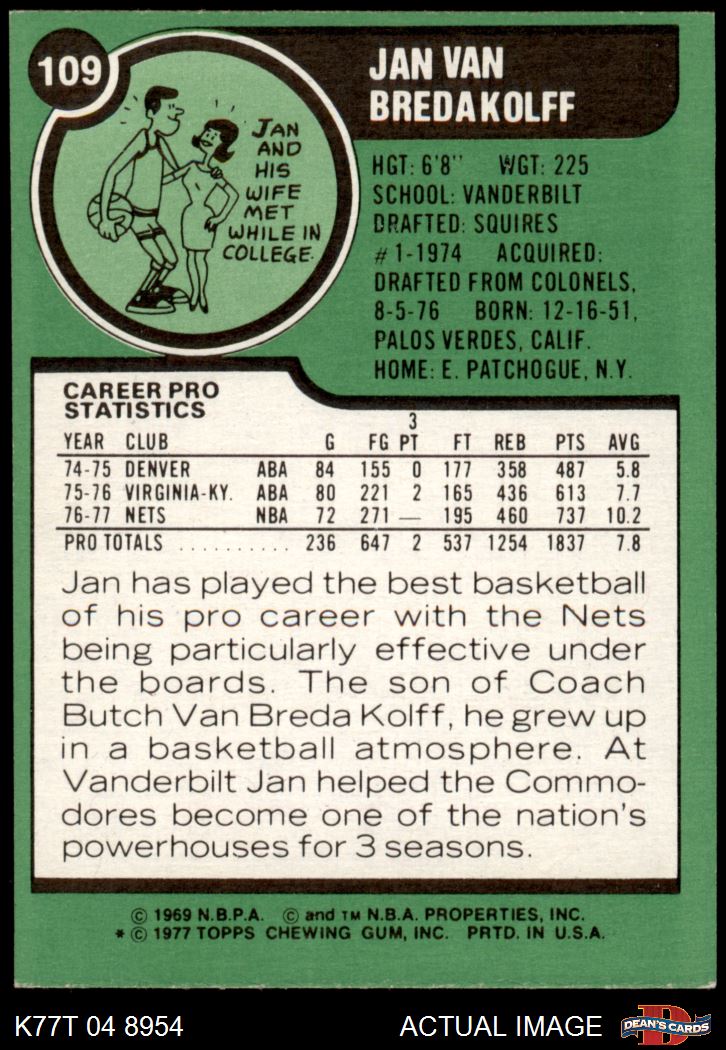 109
JAN VAN
BREDA KOLFF
JAN
AND
HIS
WIFE
MET
WHILE IN
COLLEGE.
HGT: 6'8" WGT: 225
SCHOOL: VANDERBILT
DRAFTED: SQUIRES
#1-1974 ACQUIRED:
DRAFTED FROM COLONELS,
8-5-76 BORN: 12-16-51,
PALOS VERDES, CALIF.
HOME: E. PATCHOGUE, N.Y.
CAREER PRO
STATISTICS
YEAR CLUB G FG 3 PT FT REB PTS AVG
74-75 DENVER ABA 84 155 0 177 358 487 5.8
75-76 VIRGINIA-KY. ABA 80 221 2 165 436 613 7.7
76-77 NETS NBA 72 271 — 195 460 737 10.2
PRO TOTALS .......... 236 647 2 537 1254 1837 7.8
Jan has played the best basketball
of his pro career with the Nets
being particularly effective under
the boards. The son of Coach
Butch Van Breda Kolff, he grew up
in a basketball atmosphere. At
Vanderbilt Jan helped the Commo-
dores become one of the nation's
powerhouses for 3 seasons.
© 1969 N.B.P.A. © and TM N.B.A. PROPERTIES, INC.
* © 1977 TOPPS CHEWING GUM, INC. PRTD. IN U.S.A.
K77T 04 8954 ACTUAL IMAGE D DEAN'S CARDS